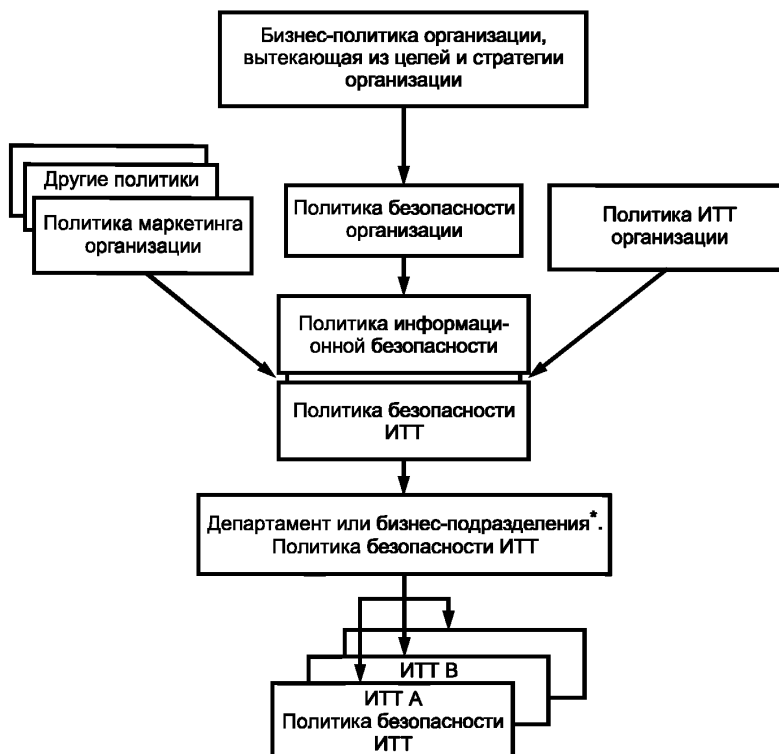 Бизнес-политика организации,
вытекающая из целей и стратегии
организации
Другие политики
Политика маркетинга
организации
Политика безопасности
организации
Политика ИТТ
организации
Политика информаци-
онной безопасности
Политика безопасности
ИТТ
Департамент или бизнес-подразделения*.
Политика безопасности ИТТ
ИТТ В
ИТТ А
Политика безопасности
ИТТ